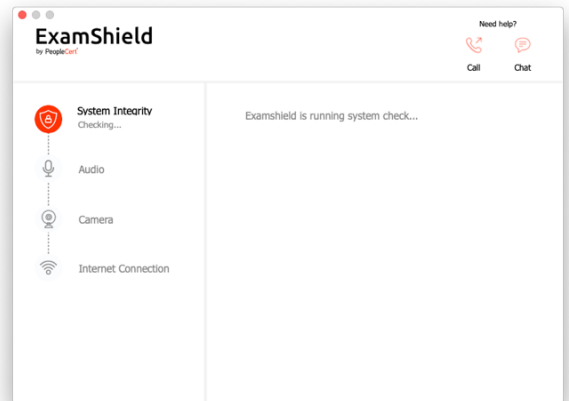 ExamShield
by PeopleCert
Need help?
Call
Chat
System Integrity
Checking...
Examshield is running system check...
Audio
Camera
Internet Connection